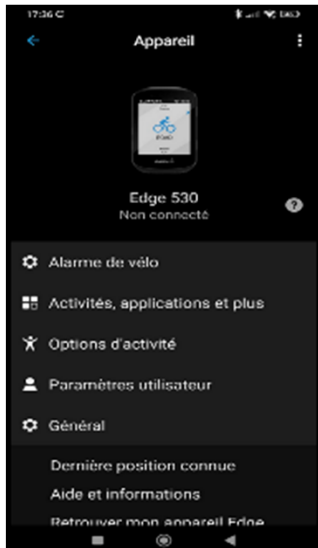 17:36
Appareil
Edge 530
Non connecté
Alarme de vélo
Activités, applications et plus
Options d'activité
Paramètres utilisateur
Général
Dernière position connue
Aide et informations
Retrouver mon appareil Edge